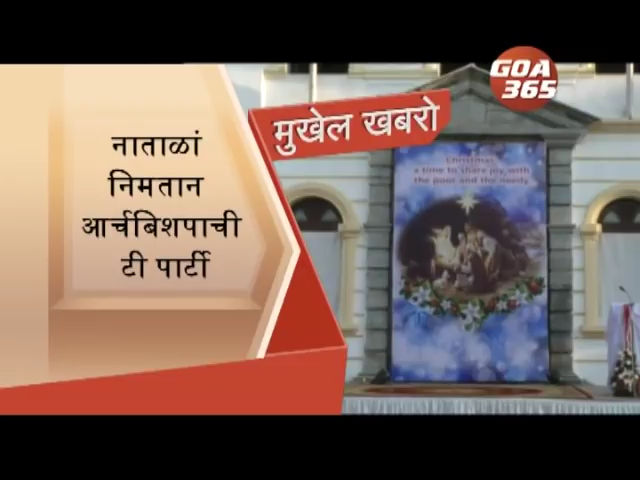 GOA
365
मुखेल खबरो
नाताळां
निमतान
आर्चबिशपाची
टी पार्टी
Christmas
a time to share joy with
the poor and the needy